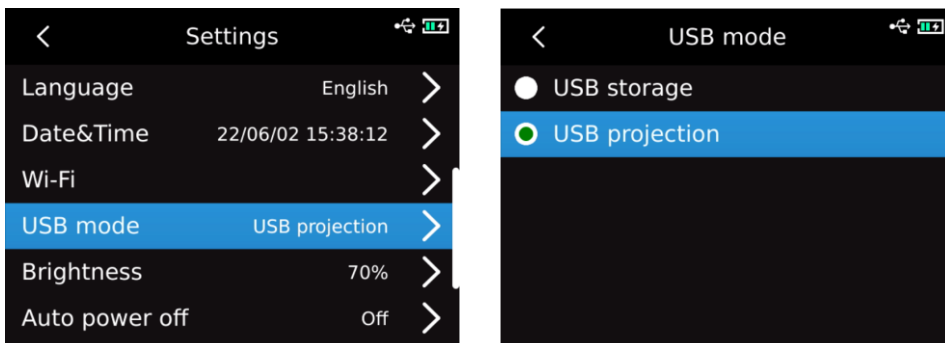 Settings
Language English
Date&Time 22/06/02 15:38:12
Wi-Fi
USB mode USB projection
Brightness 70%
Auto power off Off
USB mode
USB storage
USB projection